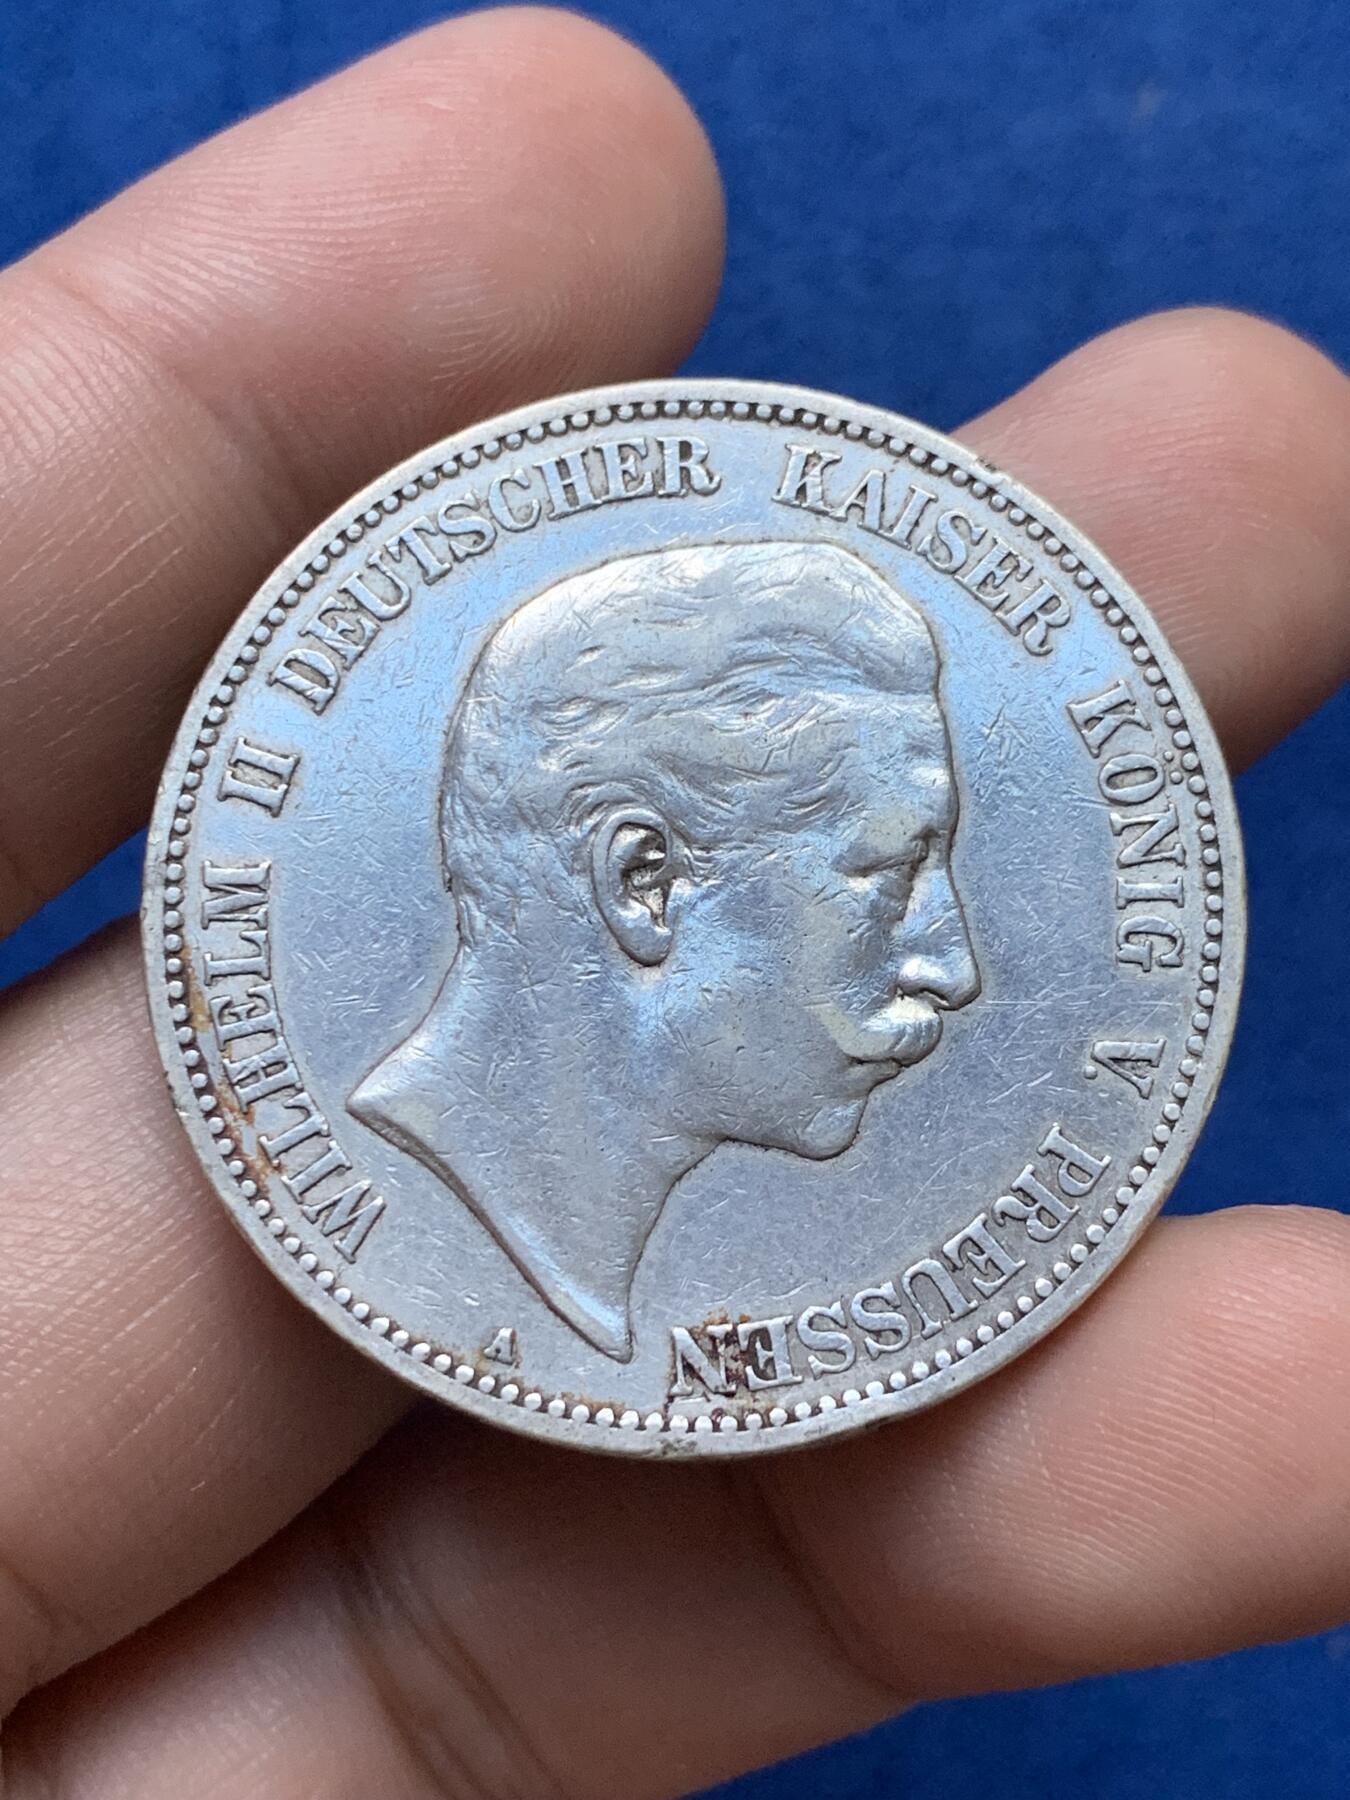 WILHELM II DEUTSCHER KAISER KÖNIG V. PREUSSEN
A